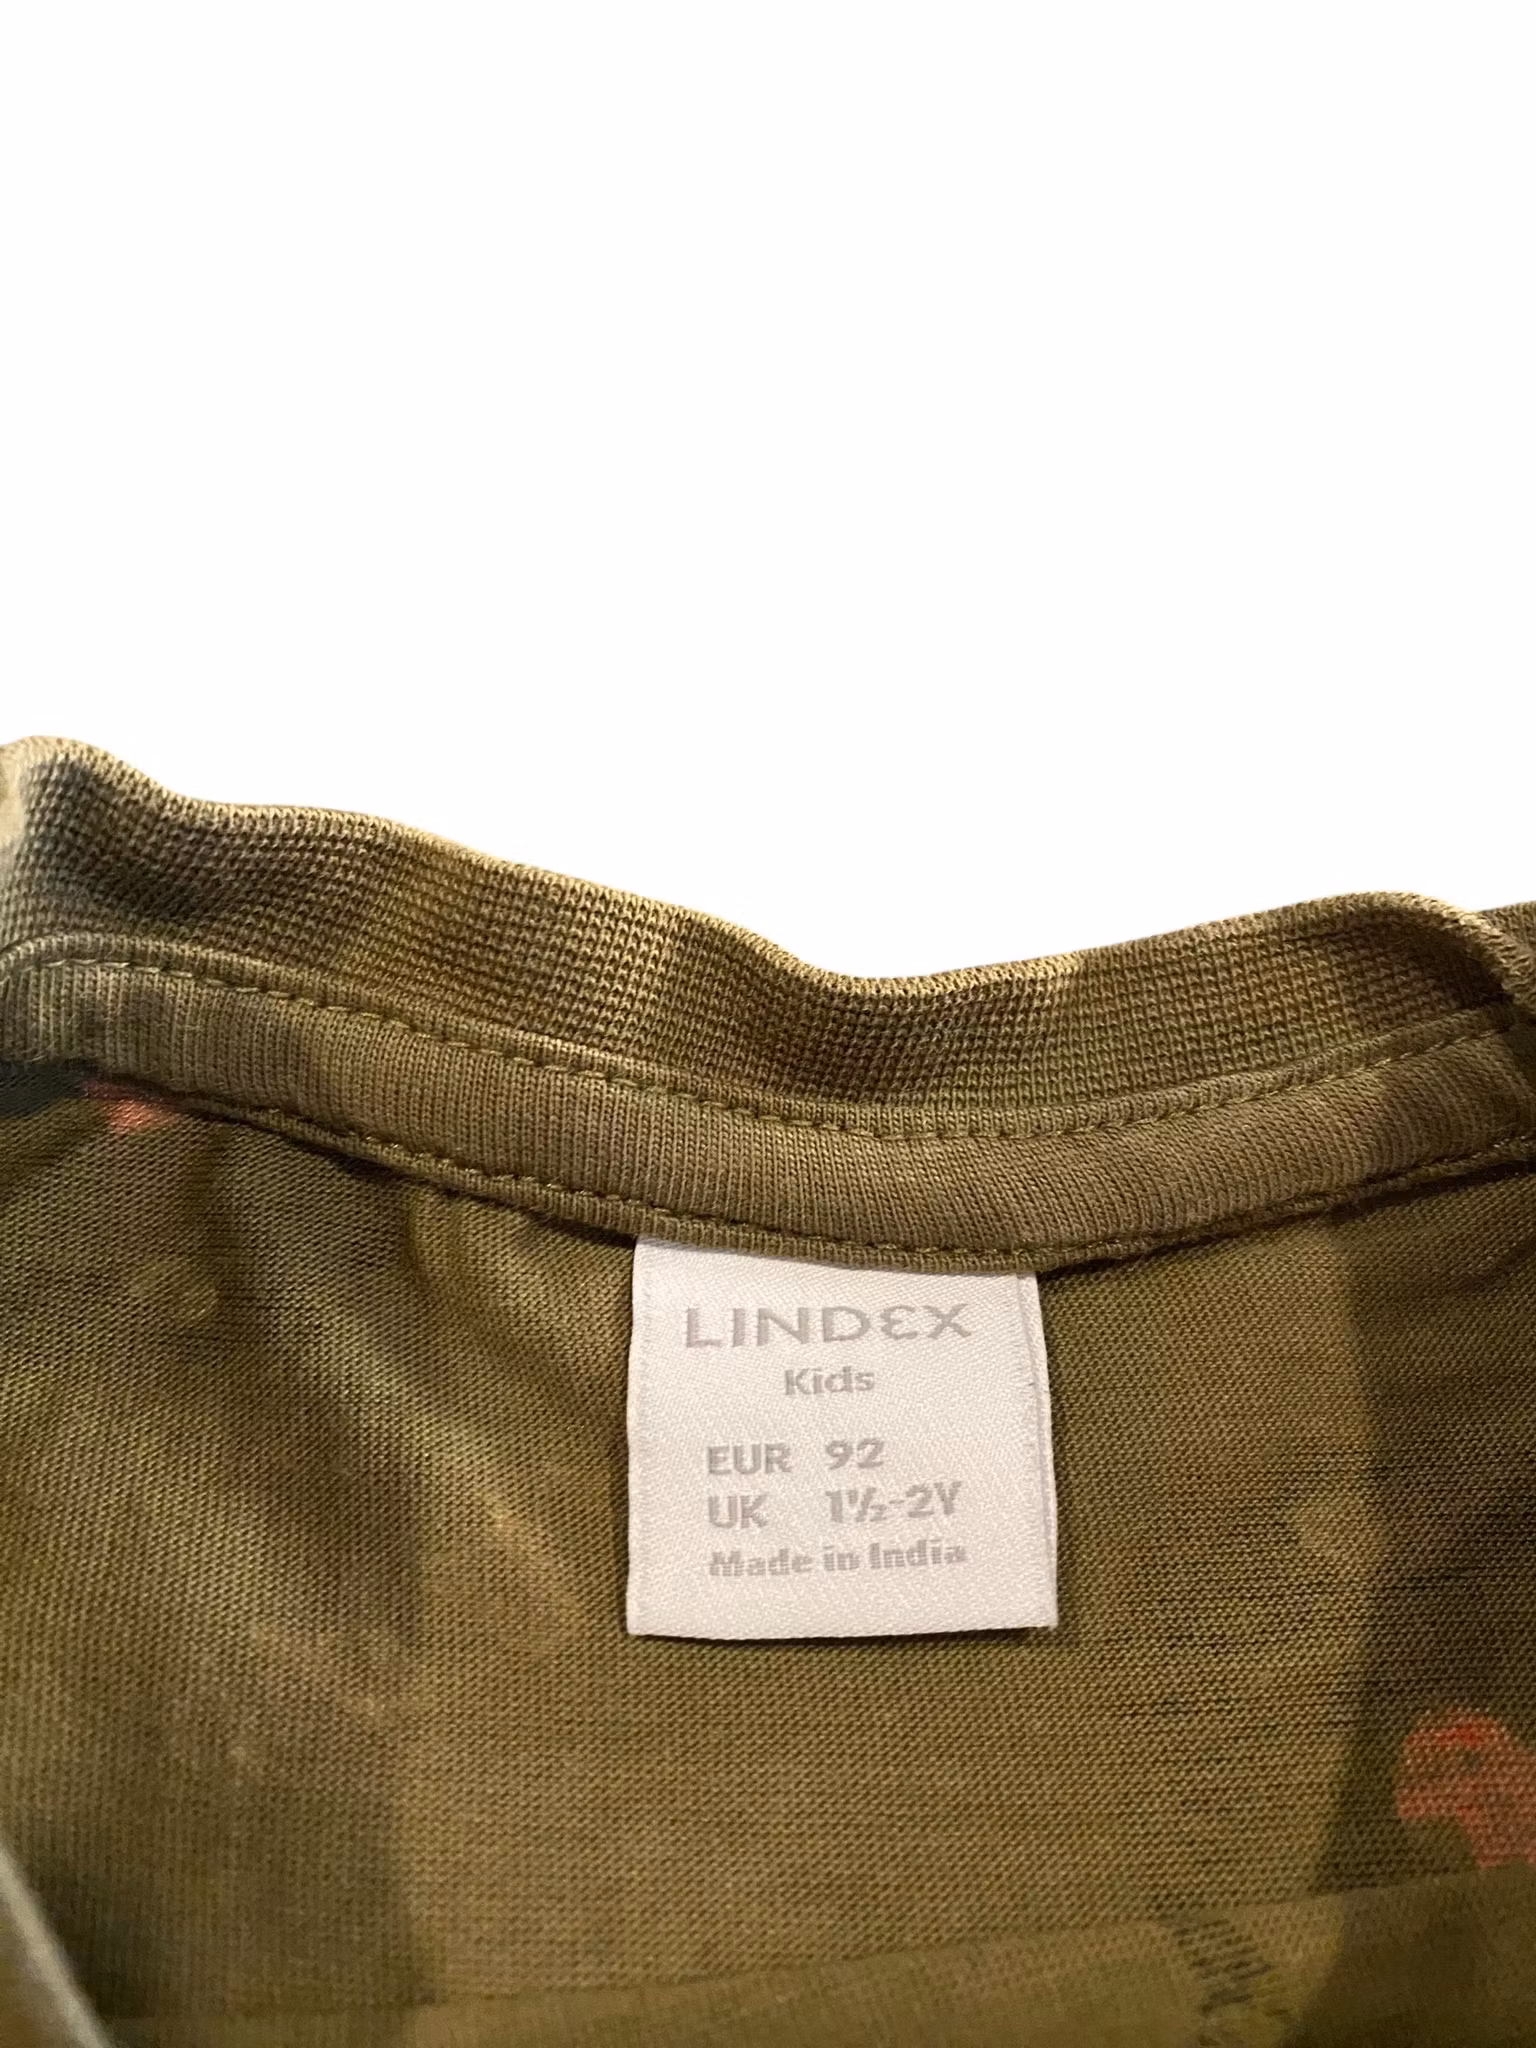 LINDEX
Kids
EUR 92
UK 1½-2Y
Made in India